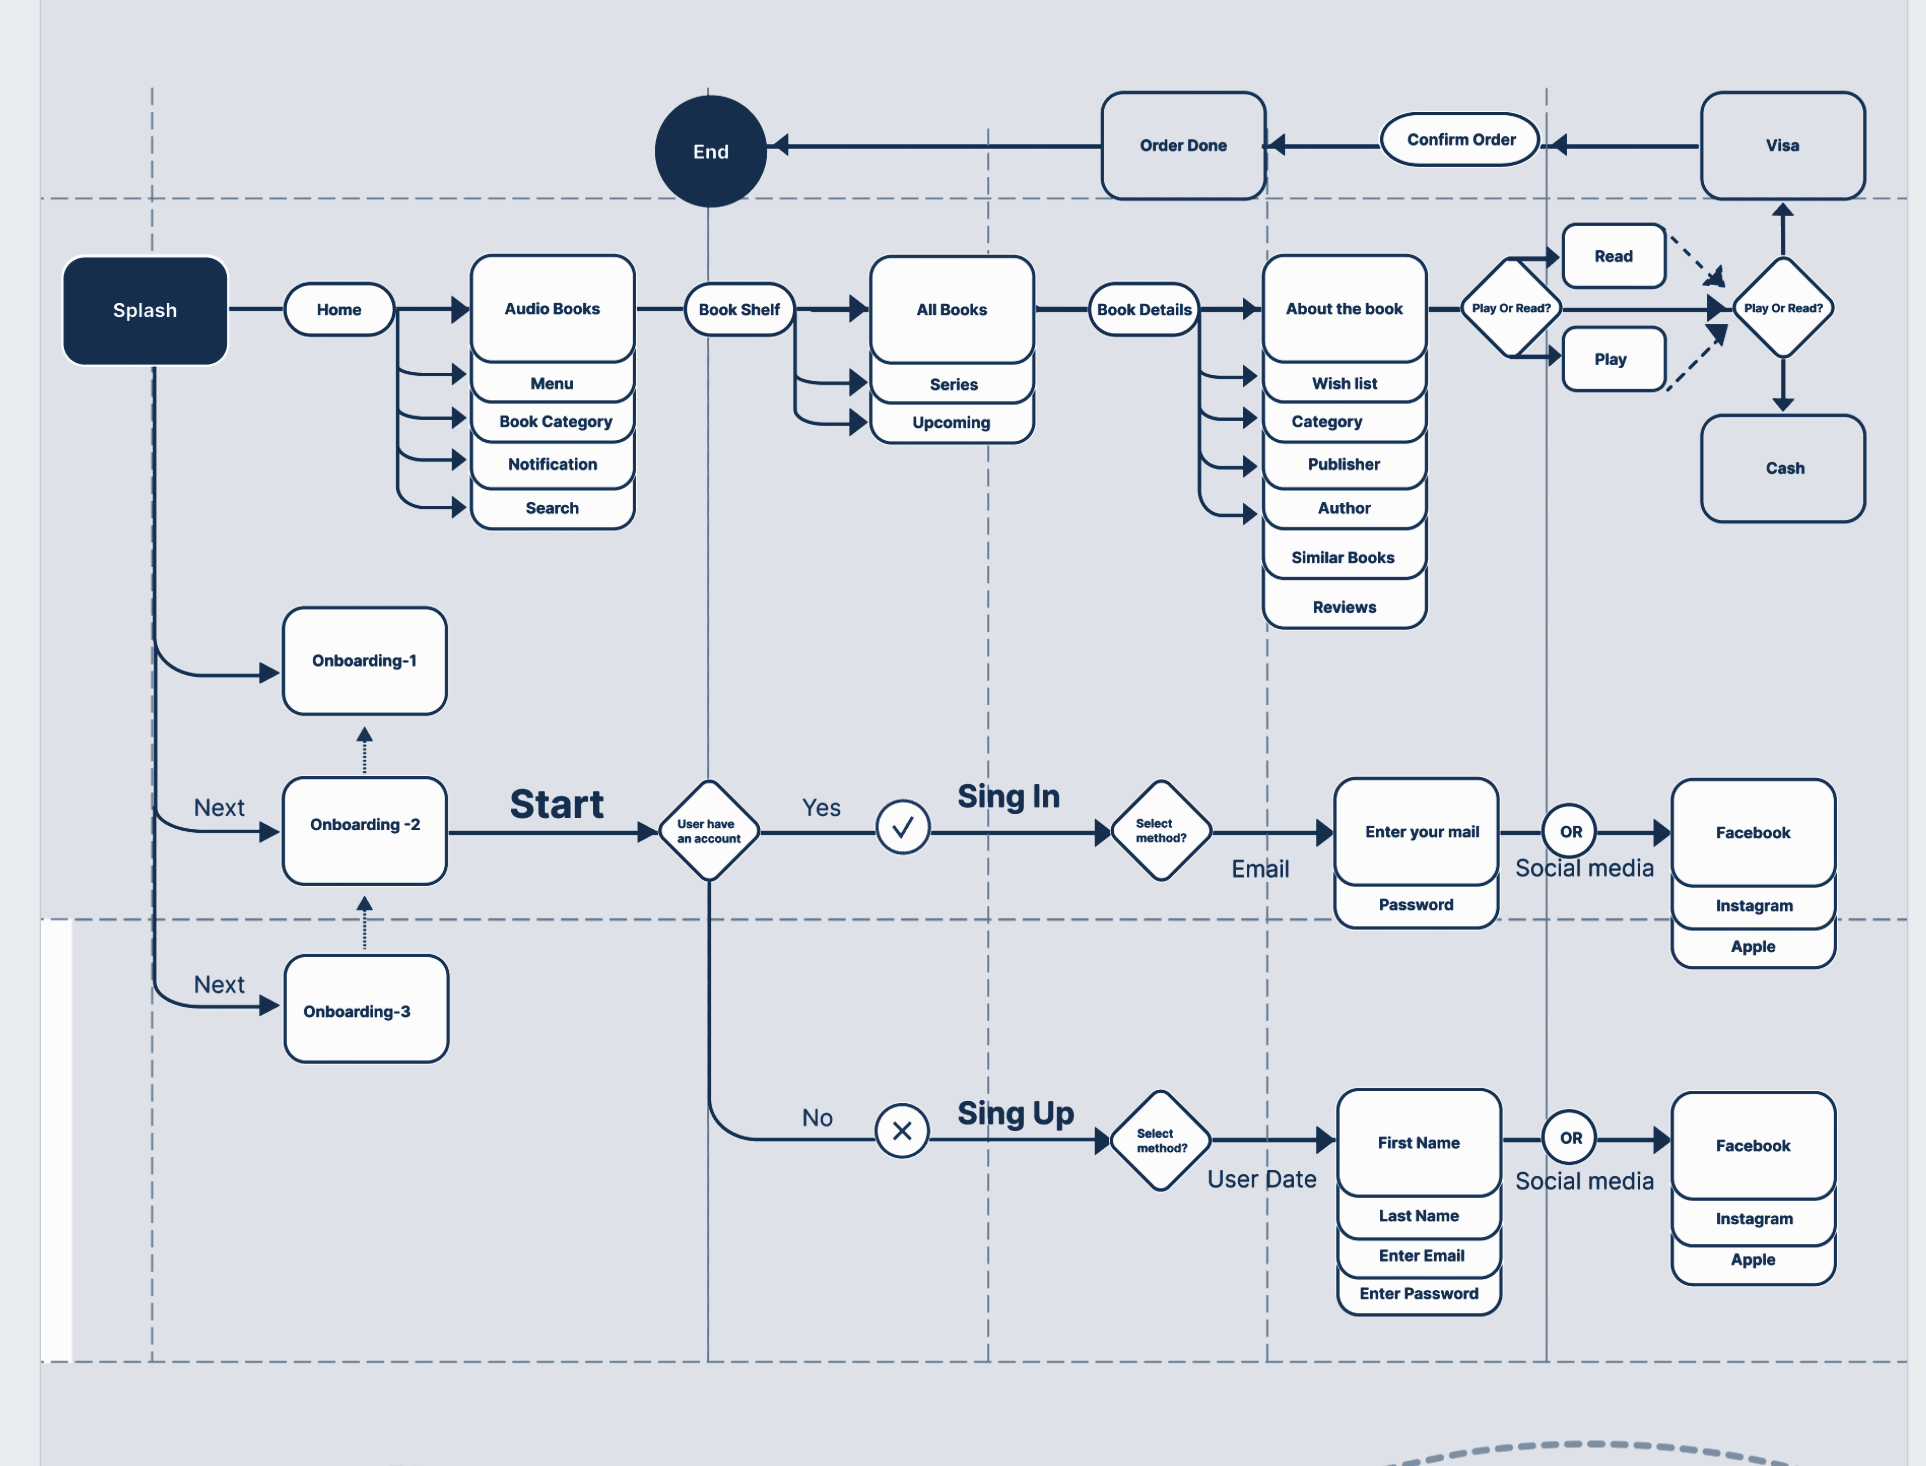 End
Order Done
Confirm Order
Visa
Splash
Home
Audio Books
Menu
Book Category
Notification
Search
Book Shelf
All Books
Series
Upcoming
Book Details
About the book
Wish list
Category
Publisher
Author
Similar Books
Reviews
Play Or Read?
Read
Play
Play Or Read?
Cash
Onboarding-1
Next
Onboarding -2
Start
User have
an account
Yes
Sing In
Select
method?
Email
Enter your mail
Password
OR
Social media
Facebook
Instagram
Apple
Next
Onboarding-3
No
Sing Up
Select
method?
User Date
First Name
Last Name
Enter Email
Enter Password
OR
Social media
Facebook
Instagram
Apple